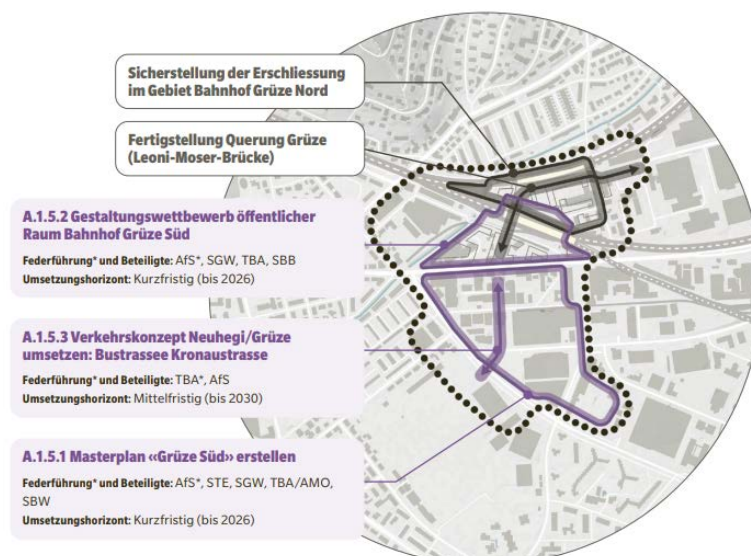 Sicherstellung der Erschliessung
im Gebiet Bahnhof Grüze Nord
Fertigstellung Querung Grüze
(Leoni-Moser-Brücke)
A.1.5.2 Gestaltungswettbewerb öffentlicher
Raum Bahnhof Grüze Süd
Federführung* und Beteiligte: AfS*, SGW, TBA, SBB
Umsetzungshorizont: Kurzfristig (bis 2026)
A.1.5.3 Verkehrskonzept Neuhegi/Grüze
umsetzen: Bustrassee Kronaustrasse
Federführung* und Beteiligte: TBA*, AfS
Umsetzungshorizont: Mittelfristig (bis 2030)
A.1.5.1 Masterplan «Grüze Süd» erstellen
Federführung* und Beteiligte: AfS*, STE, SGW, TBA/AMO,
SBW
Umsetzungshorizont: Kurzfristig (bis 2026)